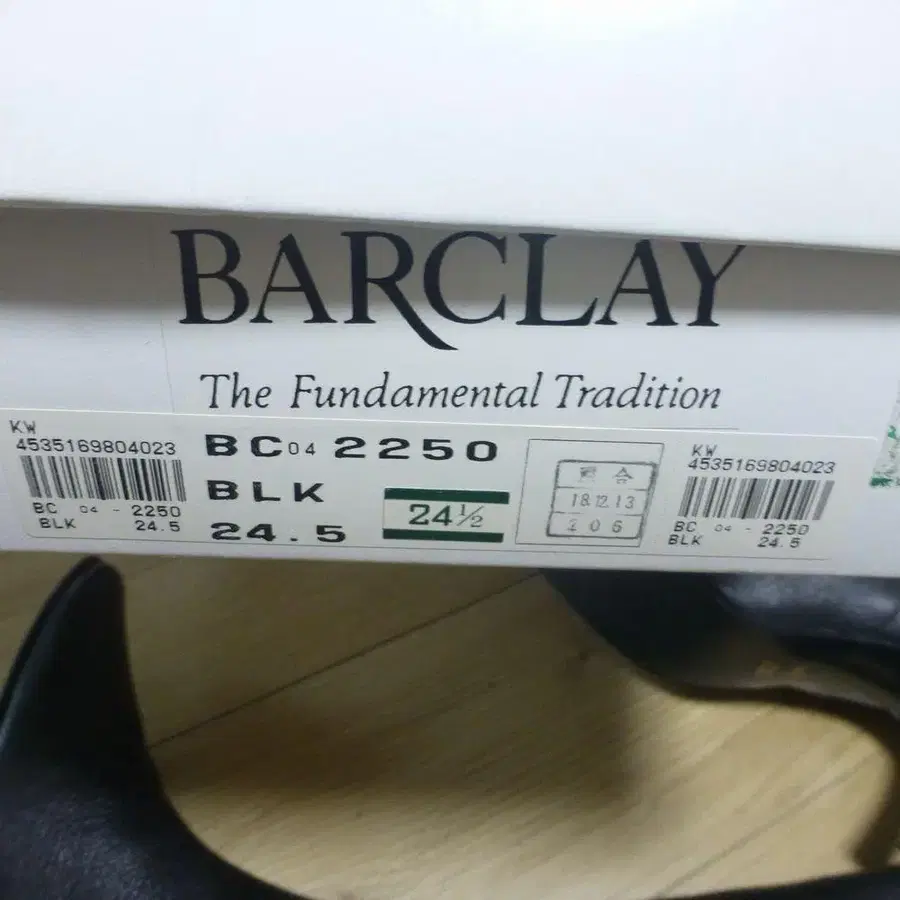 BARCLAY
The Fundamental Tradition
KW
4535169804023
BC 04 - 2250
BLK 24.5
BC04 2250
BLK
24.5
24½
合
18.12.13
206
KW
4535169804023
BC 04 - 2250
BLK 24.5